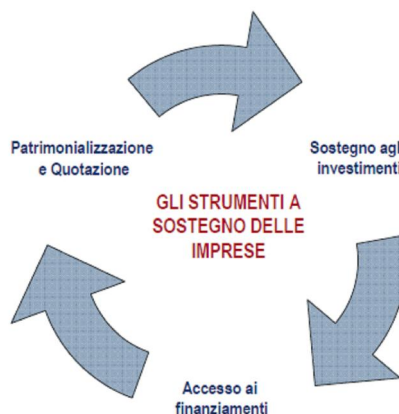 Patrimonializzazione
e Quotazione
Sostegno agl
investimenti
GLI STRUMENTI A
SOSTEGNO DELLE
IMPRESE
Accesso ai
finanziamenti